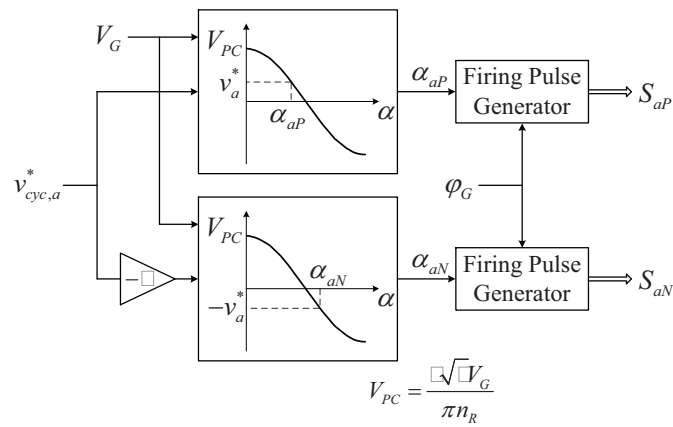 V_G
V_PC
v_a^*
α_aP
α
α_aP
Firing Pulse
Generator
S_aP
v_cyc,a^*
φ_G
V_PC
α_aN
α
−v_a^*
−□
α_aN
Firing Pulse
Generator
S_aN
V_PC = □√□V_G / πn_R